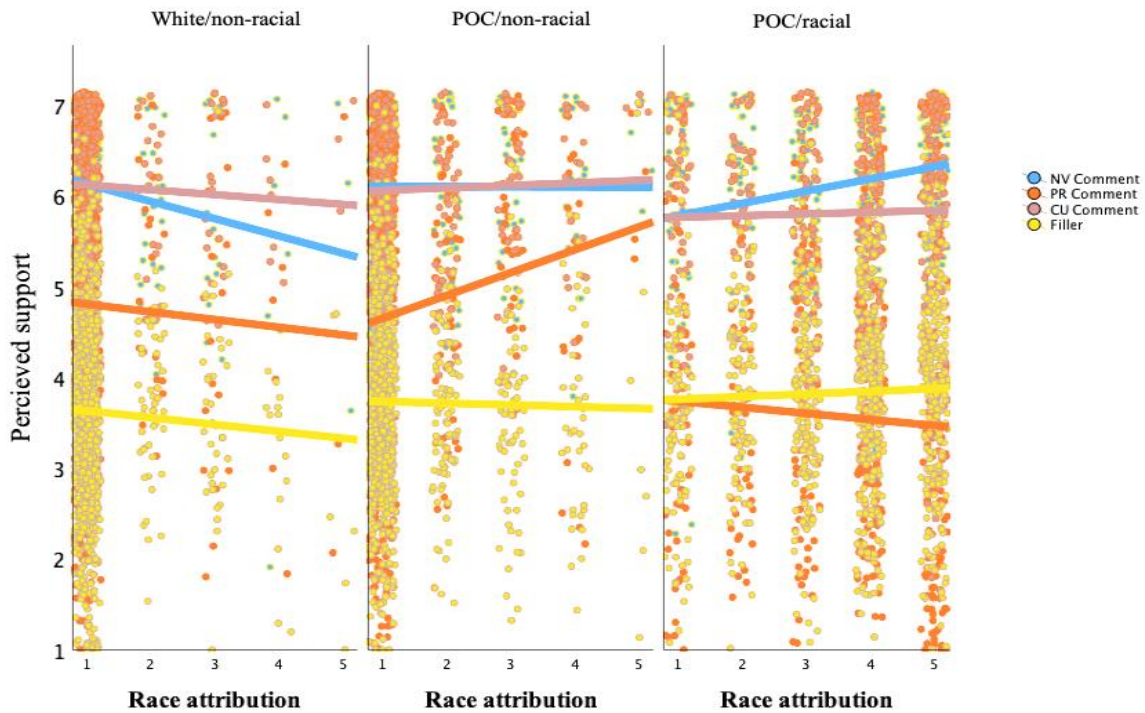 White/non-racial
POC/non-racial
POC/racial
Percieved support
7
6
5
4
3
2
1
1 2 3 4 5
1 2 3 4 5
1 2 3 4 5
Race attribution
Race attribution
Race attribution
NV Comment
PR Comment
CU Comment
Filler